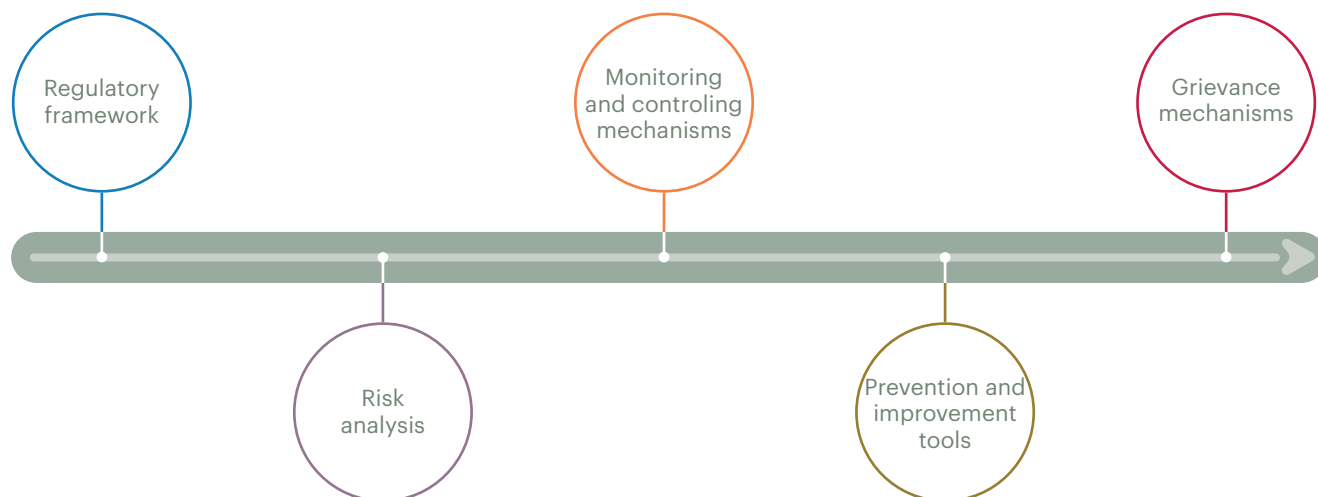 Regulatory
framework
Risk
analysis
Monitoring
and controling
mechanisms
Prevention and
improvement
tools
Grievance
mechanisms